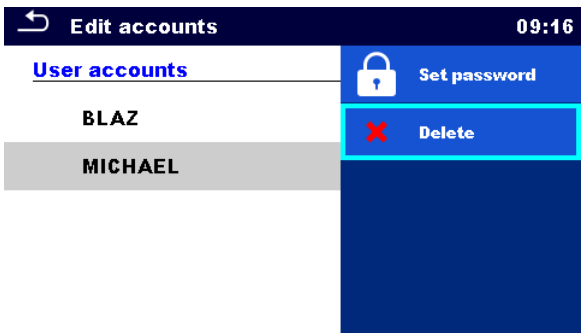 Edit accounts 09:16
User accounts
BLAZ
MICHAEL
Set password
Delete